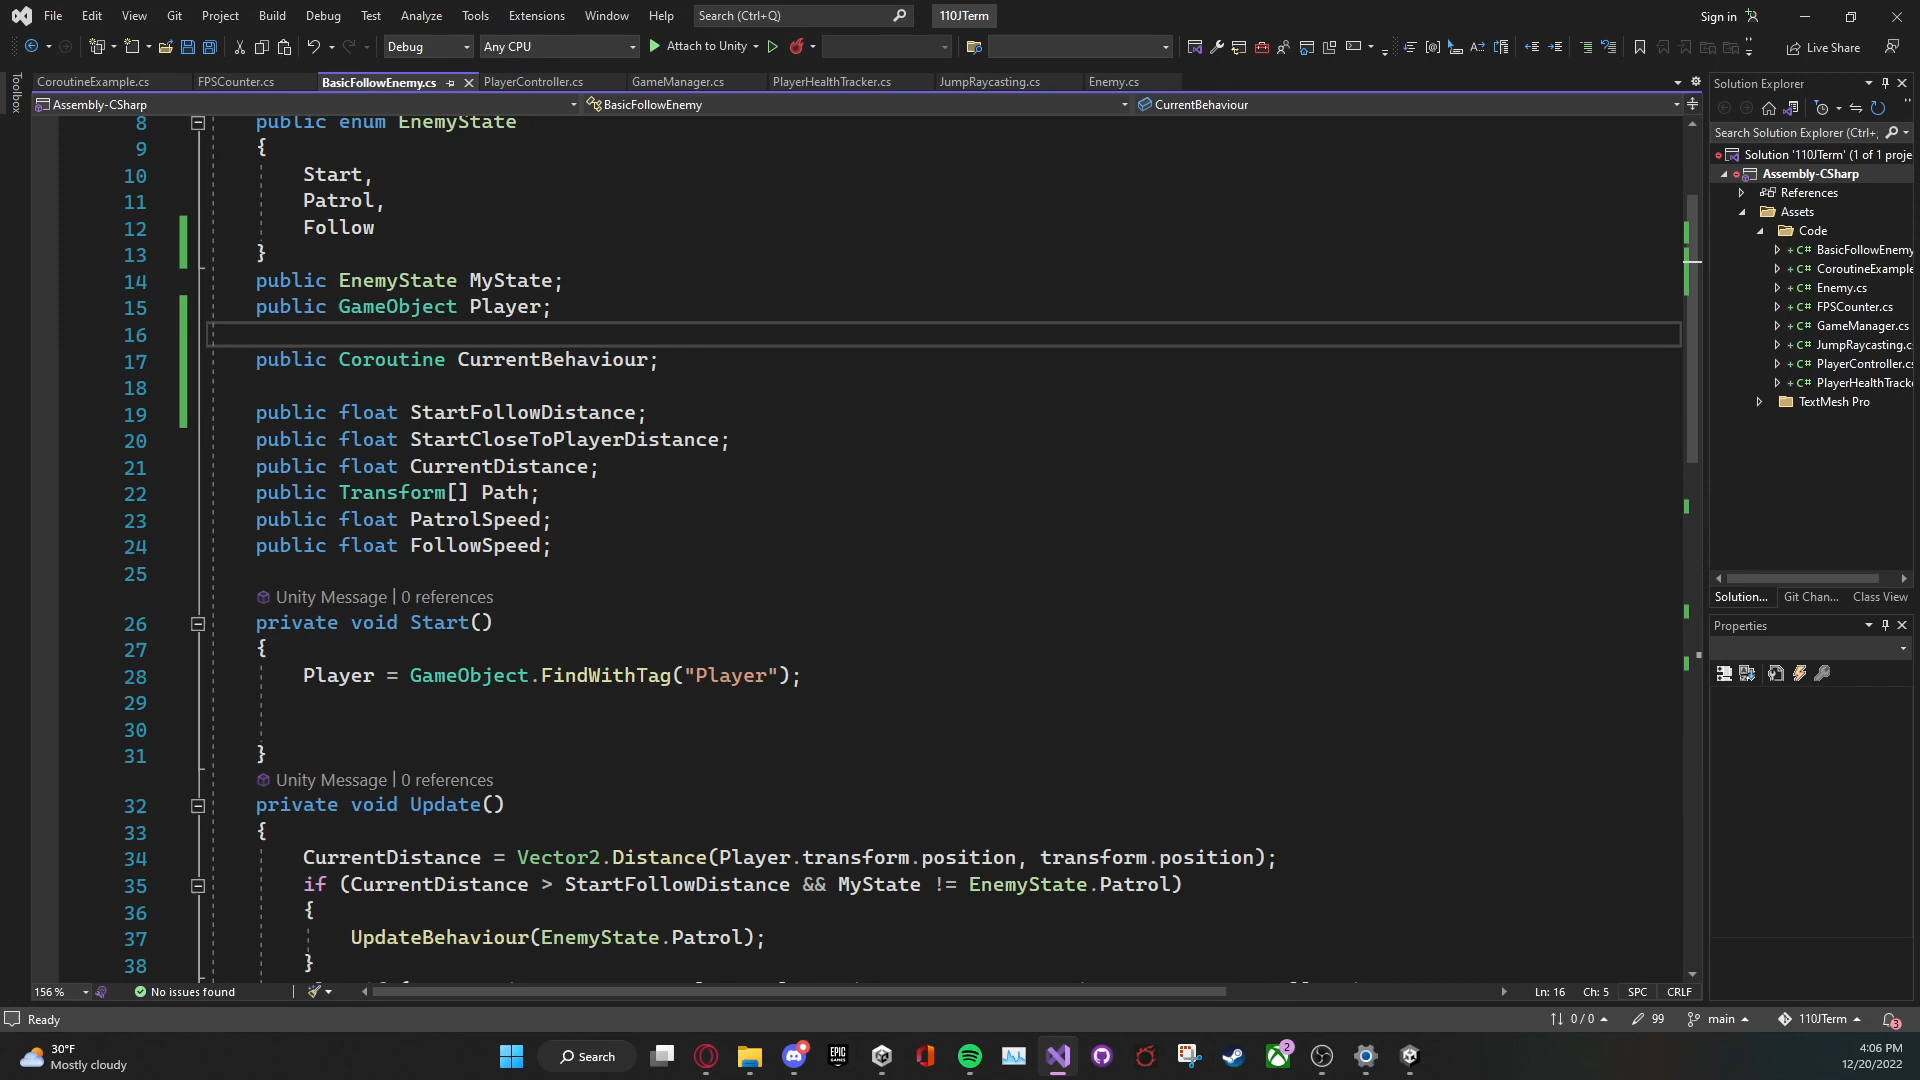 File Edit View Git Project Build Debug Test Analyze Tools Extensions Window Help Search (Ctrl+Q) 110JTerm Sign in
Debug Any CPU Attach to Unity Live Share
CoroutineExample.cs FPSCounter.cs BasicFollowEnemy.cs PlayerController.cs GameManager.cs PlayerHealthTracker.cs JumpRaycasting.cs Enemy.cs
Assembly-CSharp BasicFollowEnemy CurrentBehaviour
Toolbox
8 public enum EnemyState
9 {
10 Start,
11 Patrol,
12 Follow
13 }
14 public EnemyState MyState;
15 public GameObject Player;
16
17 public Coroutine CurrentBehaviour;
18
19 public float StartFollowDistance;
20 public float StartCloseToPlayerDistance;
21 public float CurrentDistance;
22 public Transform[] Path;
23 public float PatrolSpeed;
24 public float FollowSpeed;
25
Unity Message | 0 references
26 private void Start()
27 {
28 Player = GameObject.FindWithTag("Player");
29
30
31 }
Unity Message | 0 references
32 private void Update()
33 {
34 CurrentDistance = Vector2.Distance(Player.transform.position, transform.position);
35 if (CurrentDistance > StartFollowDistance && MyState != EnemyState.Patrol)
36 {
37 UpdateBehaviour(EnemyState.Patrol);
38 }
Solution Explorer
Search Solution Explorer (Ctrl+;
Solution '110JTerm' (1 of 1 proje
Assembly-CSharp
References
Assets
Code
C# BasicFollowEnemy
C# CoroutineExample
C# Enemy.cs
C# FPSCounter.cs
C# GameManager.cs
C# JumpRaycasting.c
C# PlayerController.cs
C# PlayerHealthTrack
TextMesh Pro
Solution... Git Chan... Class View
Properties
156 % No issues found Ln: 16 Ch: 5 SPC CRLF
Ready 0 / 0 99 main 110JTerm 3
30°F
Mostly cloudy
Search
EPIC GAMES
2
4:06 PM
12/20/2022